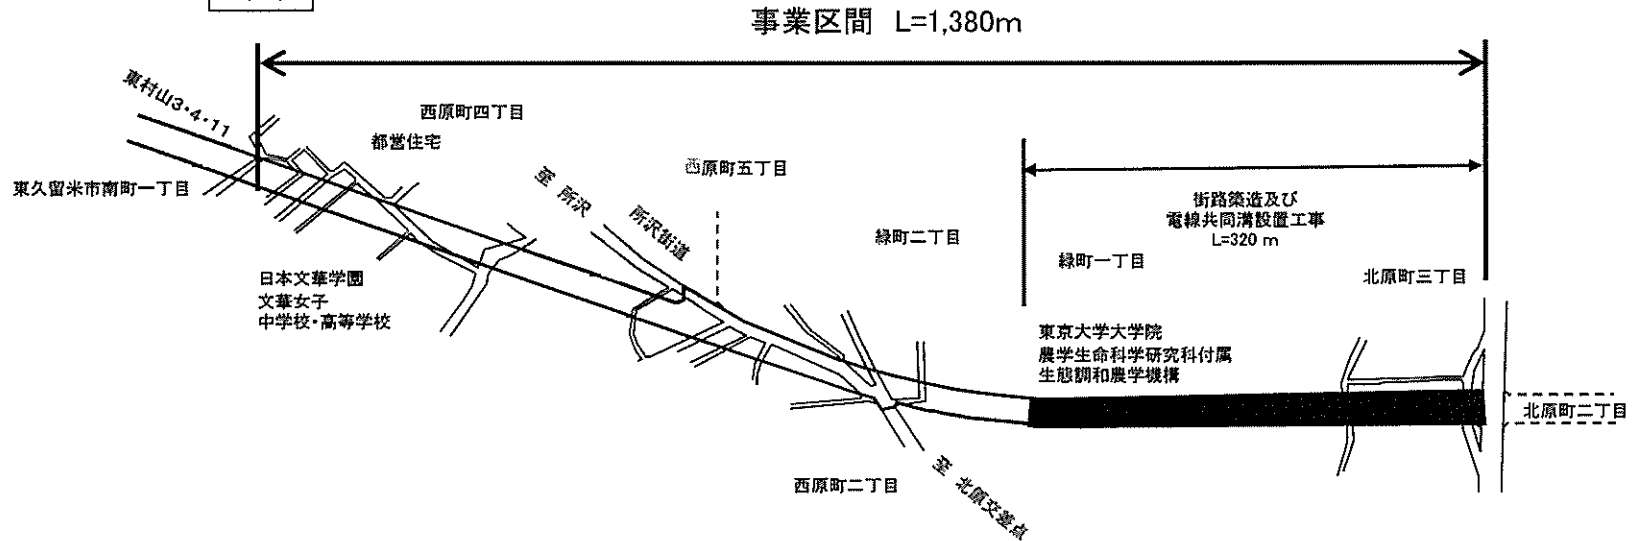 事業区間 L=1,380m
東村山3・4・11
西原町四丁目
都営住宅
東久留米市南町一丁目
至 所沢
所沢街道
西原町五丁目
緑町二丁目
街路築造及び
電線共同溝設置工事
L=320 m
緑町一丁目
北原町三丁目
日本文華学園
文華女子
中学校・高等学校
東京大学大学院
農学生命科学研究科付属
生態調和農学機構
北原町二丁目
西原町二丁目
至 北原交差点